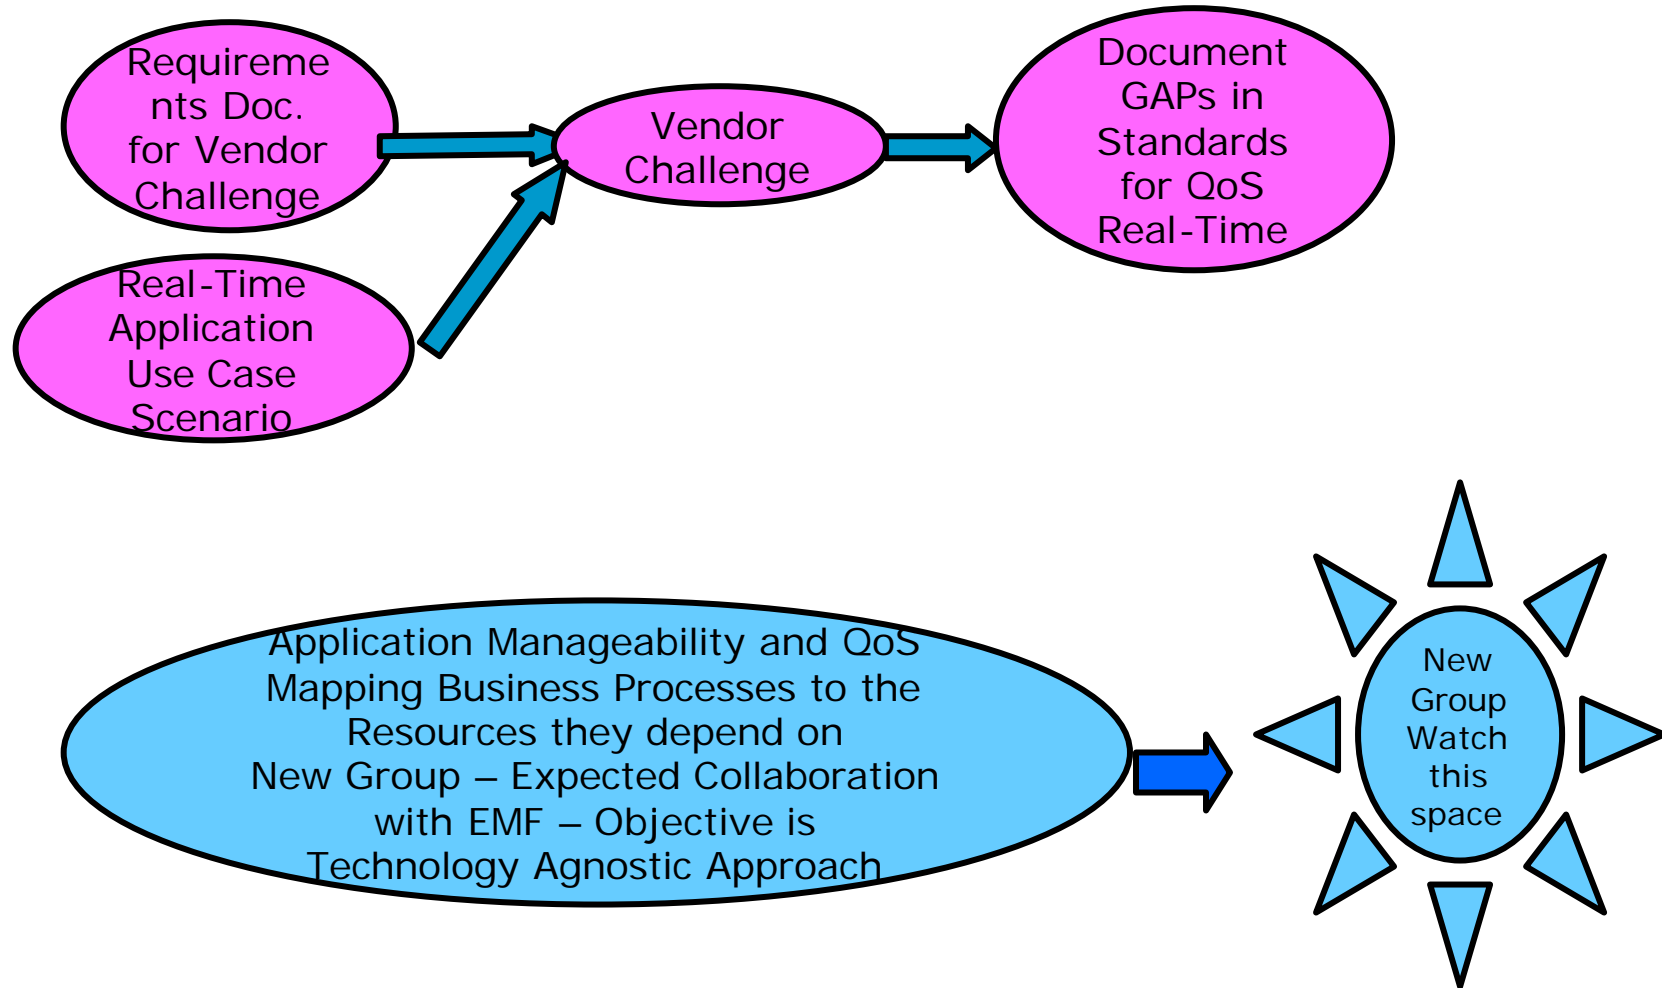 Requireme
nts Doc.
for Vendor
Challenge
Vendor
Challenge
Document
GAPs in
Standards
for QoS
Real-Time
Real-Time
Application
Use Case
Scenario
Application Manageability and QoS
Mapping Business Processes to the
Resources they depend on
New Group – Expected Collaboration
with EMF – Objective is
Technology Agnostic Approach
New
Group
Watch
this
space